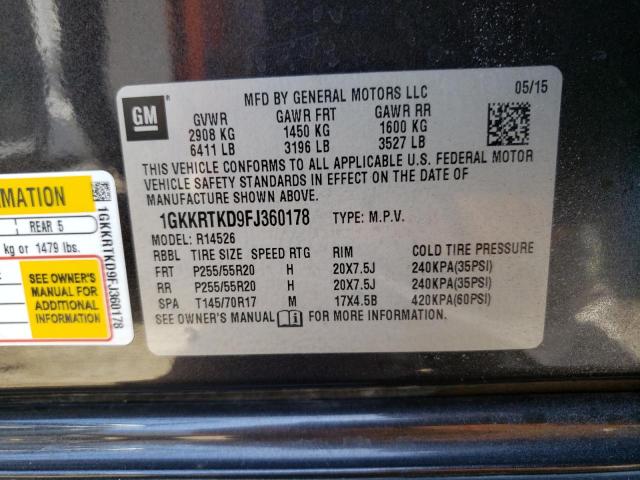 GM
MFD BY GENERAL MOTORS LLC 05/15
GVWR GAWR FRT GAWR RR
2908 KG 1450 KG 1600 KG
6411 LB 3196 LB 3527 LB
THIS VEHICLE CONFORMS TO ALL APPLICABLE U.S. FEDERAL MOTOR
VEHICLE SAFETY STANDARDS IN EFFECT ON THE DATE OF
MANUFACTURE SHOWN ABOVE.
1GKKRTKD9FJ360178 TYPE: M.P.V.
MODEL: R14526
RBBL TIRE SIZE SPEED RTG RIM COLD TIRE PRESSURE
FRT P255/55R20 H 20X7.5J 240KPA(35PSI)
RR P255/55R20 H 20X7.5J 240KPA(35PSI)
SPA T145/70R17 M 17X4.5B 420KPA(60PSI)
SEE OWNER'S MANUAL FOR MORE INFORMATION.
REAR 5
kg or 1479 lbs.
SEE OWNER'S
MANUAL FOR
ADDITIONAL
INFORMATION
1GKKRTKD9FJ360178